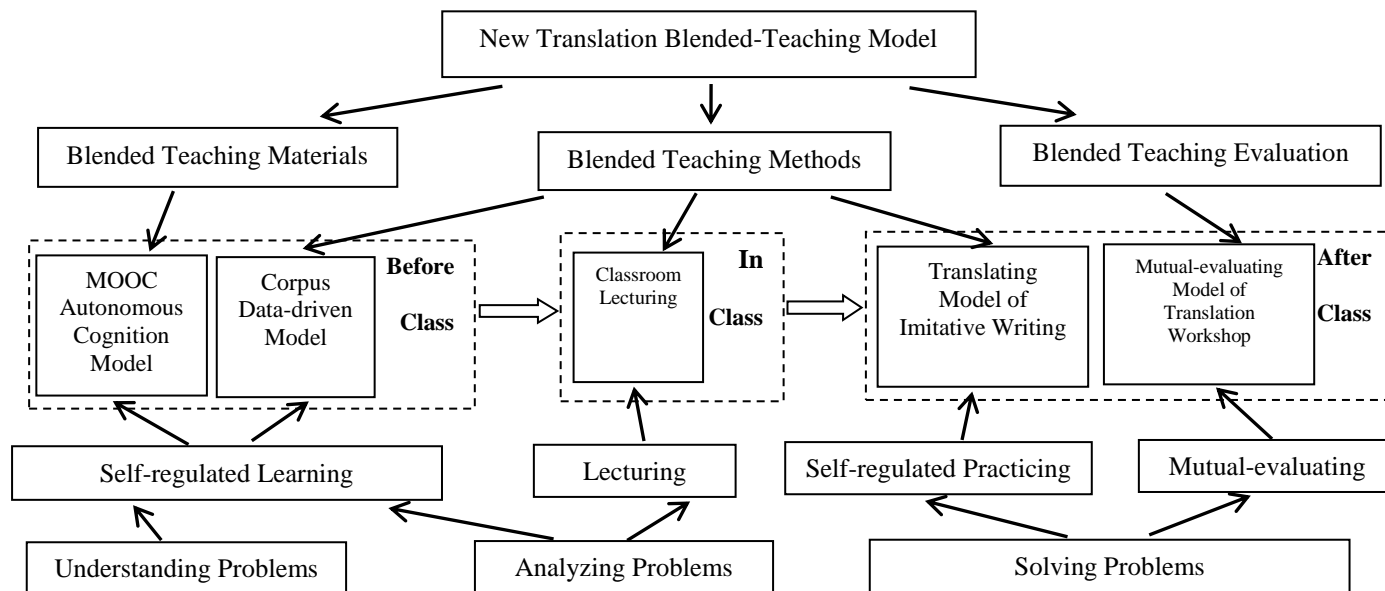 New Translation Blended-Teaching Model
Blended Teaching Materials
Blended Teaching Methods
Blended Teaching Evaluation
MOOC
Autonomous
Cognition
Model
Corpus
Data-driven
Model
Before
Class
Classroom
Lecturing
In
Class
Translating
Model of
Imitative Writing
Mutual-evaluating
Model of
Translation
Workshop
After
Class
Self-regulated Learning
Lecturing
Self-regulated Practicing
Mutual-evaluating
Understanding Problems
Analyzing Problems
Solving Problems